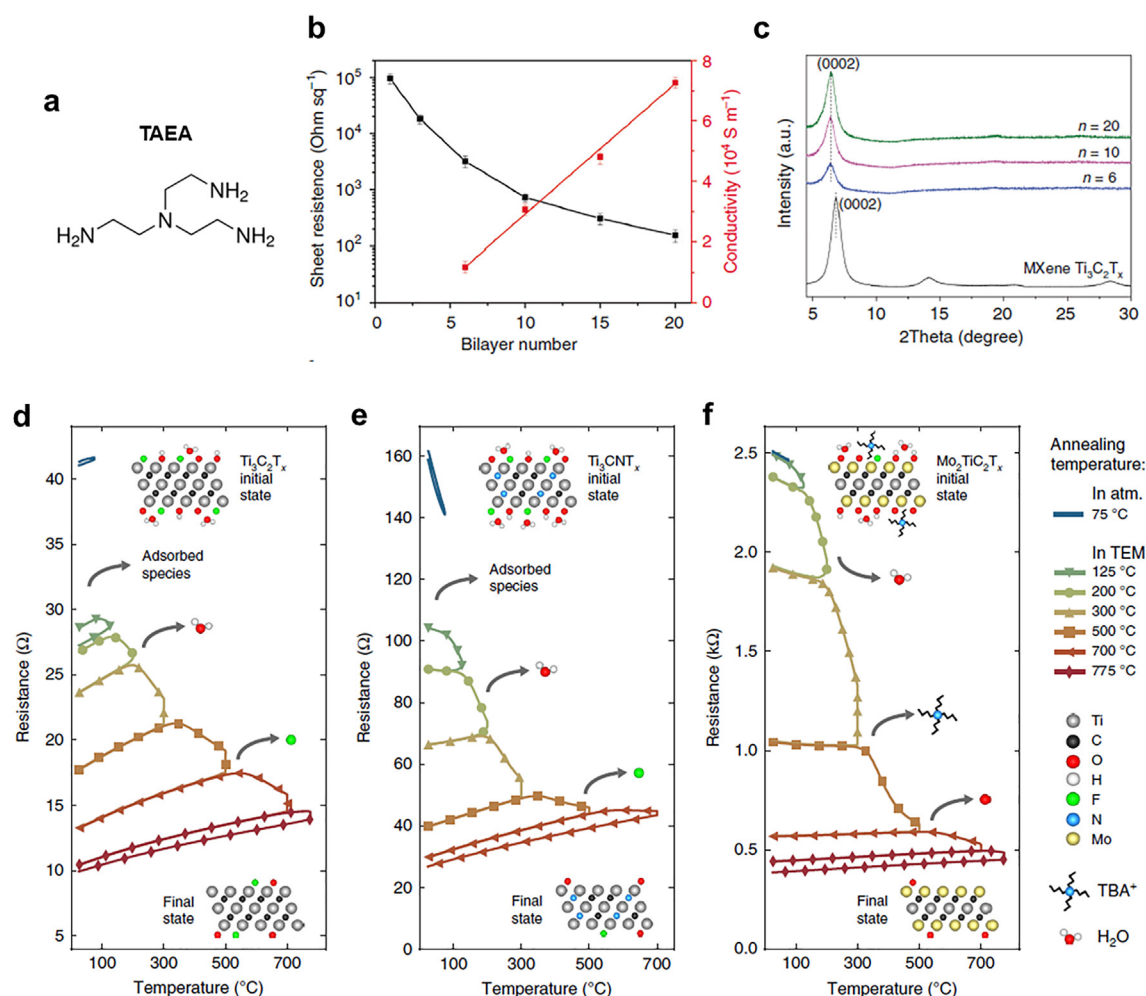 a
TAEA
NH2
H2N
N
NH2
b
Sheet resistence (Ohm sq−1)
10^5
10^4
10^3
10^2
10^1
0 5 10 15 20
Bilayer number
Conductivity (10^4 S m−1)
8
6
4
2
0
c
Intensity (a.u.)
(0002)
n = 20
n = 10
n = 6
(0002)
MXene Ti3C2Tx
5 10 15 20 25 30
2Theta (degree)
d
Resistance (Ω)
40
35
30
25
20
15
10
5
Ti3C2Tx
initial
state
Adsorbed
species
Final
state
100 300 500 700
Temperature (°C)
e
Resistance (Ω)
160
140
120
100
80
60
40
20
0
Ti3CNTx
initial
state
Adsorbed
species
Final
state
100 300 500 700
Temperature (°C)
f
Resistance (kΩ)
2.5
2.0
1.5
1.0
0.5
0.0
Mo2TiC2Tx
initial
state
Final
state
100 300 500 700
Temperature (°C)
Annealing
temperature:
In atm.
75 °C
In TEM
125 °C
200 °C
300 °C
500 °C
700 °C
775 °C
Ti
C
O
H
F
N
Mo
TBA+
H2O